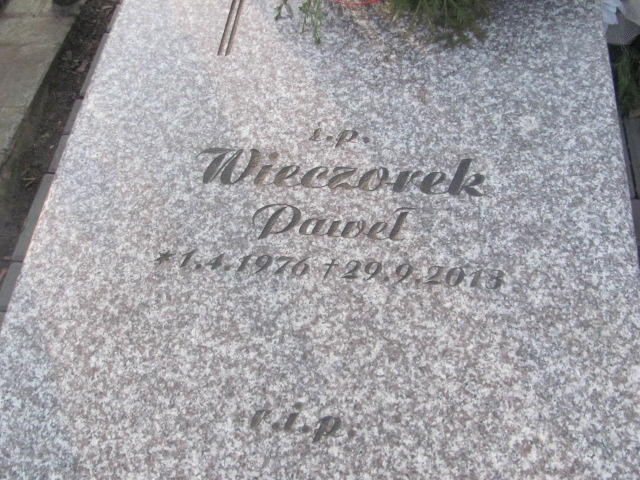 ś.p.
Wieczorek
Paweł
*1.4.1976 †29.9.2013
r.i.p.